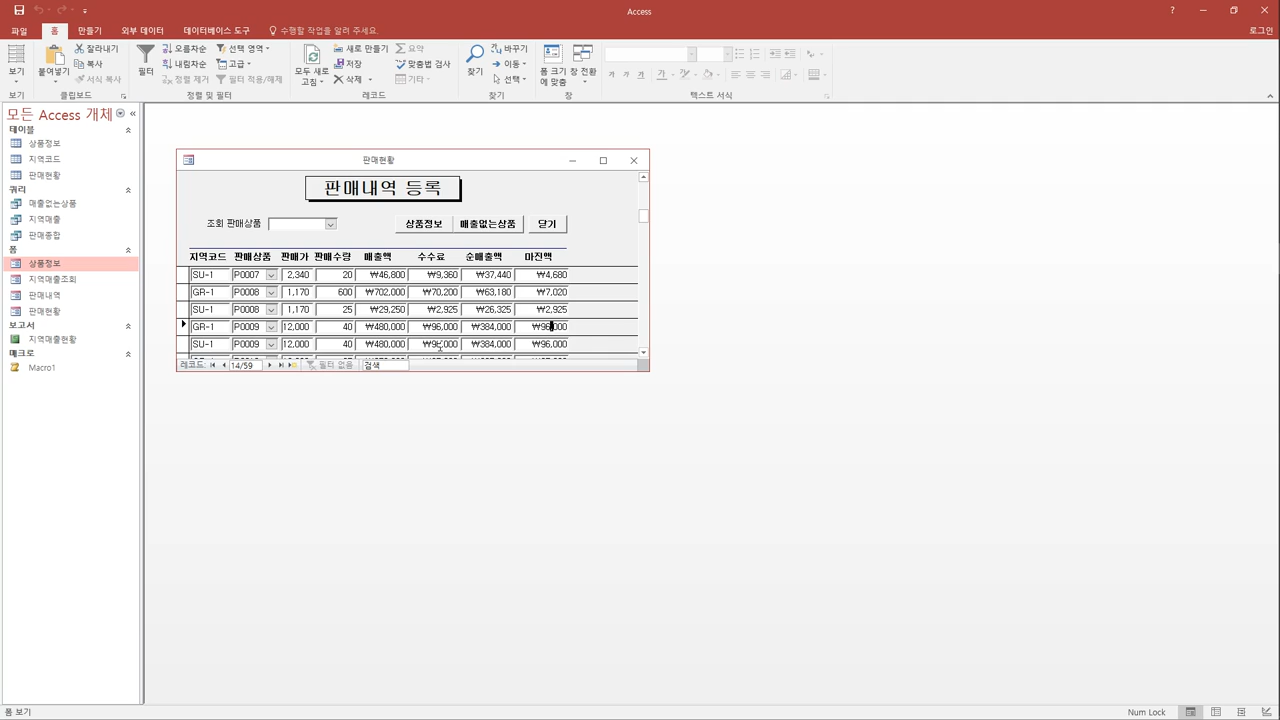 Access
로그인
파일 홈 만들기 외부 데이터 데이터베이스 도구 수행할 작업을 알려 주세요.
보기
붙여넣기
잘라내기
복사
서식 복사
필터
오름차순
내림차순
정렬 제거
선택 영역
고급
필터 적용/해제
모두 새로 고침
새로 만들기
저장
삭제
요약
맞춤법 검사
기타
찾기
바꾸기
이동
선택
폼 크기에 맞춤
창 전환
가 가 가 가
보기 클립보드 정렬 및 필터 레코드 찾기 창 텍스트 서식
모든 Access 개체
테이블
상품정보
지역코드
판매현황
쿼리
매출없는상품
지역매출
판매종합
폼
상품정보
지역매출조회
판매내역
판매현황
보고서
지역매출현황
매크로
Macro1
판매현황
판매내역 등록
조회 판매상품 상품정보 매출없는상품 닫기
지역코드 판매상품 판매가 판매수량 매출액 수수료 순매출액 마진액
SU-1 P0007 2,340 20 ₩46,800 ₩9,360 ₩37,440 ₩4,680
GR-1 P0008 1,170 600 ₩702,000 ₩70,200 ₩63,180 ₩7,020
SU-1 P0008 1,170 25 ₩29,250 ₩2,925 ₩26,325 ₩2,925
GR-1 P0009 12,000 40 ₩480,000 ₩96,000 ₩384,000 ₩96,000
SU-1 P0009 12,000 40 ₩480,000 ₩96,000 ₩384,000 ₩96,000
레코드: 14/59 필터 없음 검색
폼 보기 Num Lock